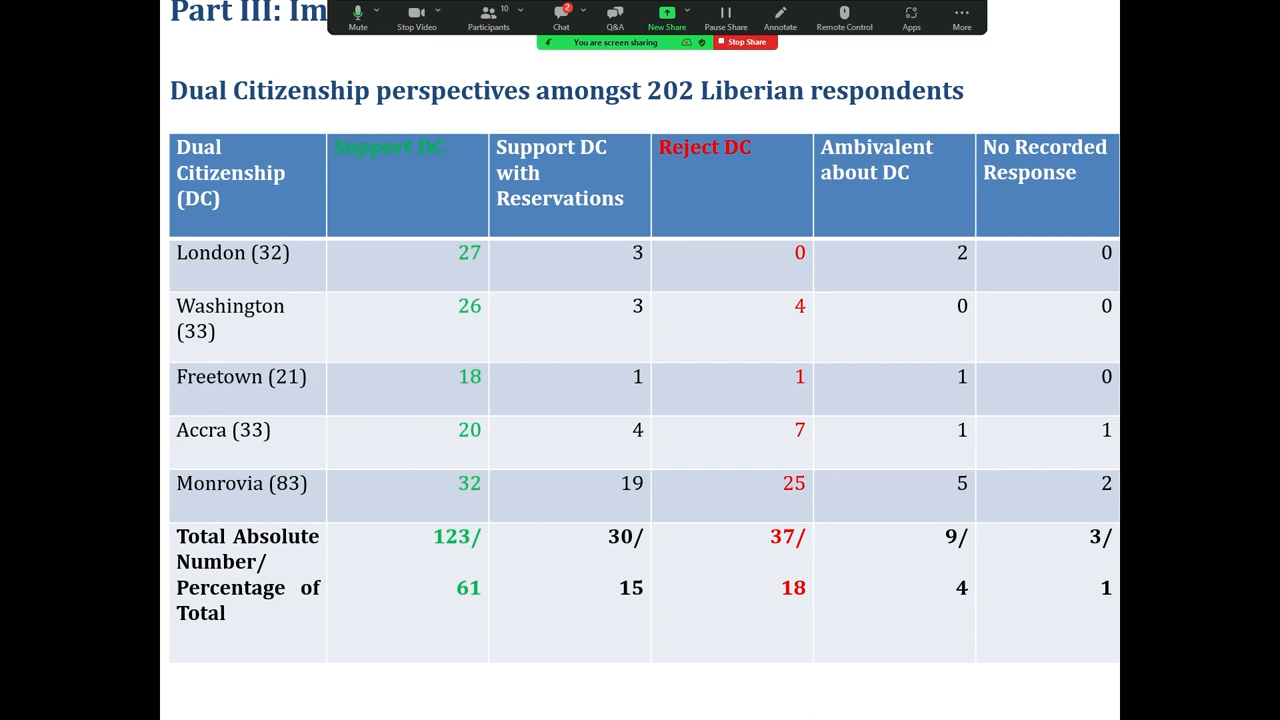 Part III: Im
10
2
Mute
Stop Video
Participants
Chat
Q&A
New Share
Pause Share
Annotate
Remote Control
Apps
More
You are screen sharing
Stop Share
Dual Citizenship perspectives amongst 202 Liberian respondents
Dual Citizenship (DC)
Support DC
Support DC with Reservations
Reject DC
Ambivalent about DC
No Recorded Response
London (32) 27 3 0 2 0
Washington (33) 26 3 4 0 0
Freetown (21) 18 1 1 1 0
Accra (33) 20 4 7 1 1
Monrovia (83) 32 19 25 5 2
Total Absolute Number/ Percentage of Total 123/ 61 30/ 15 37/ 18 9/ 4 3/ 1